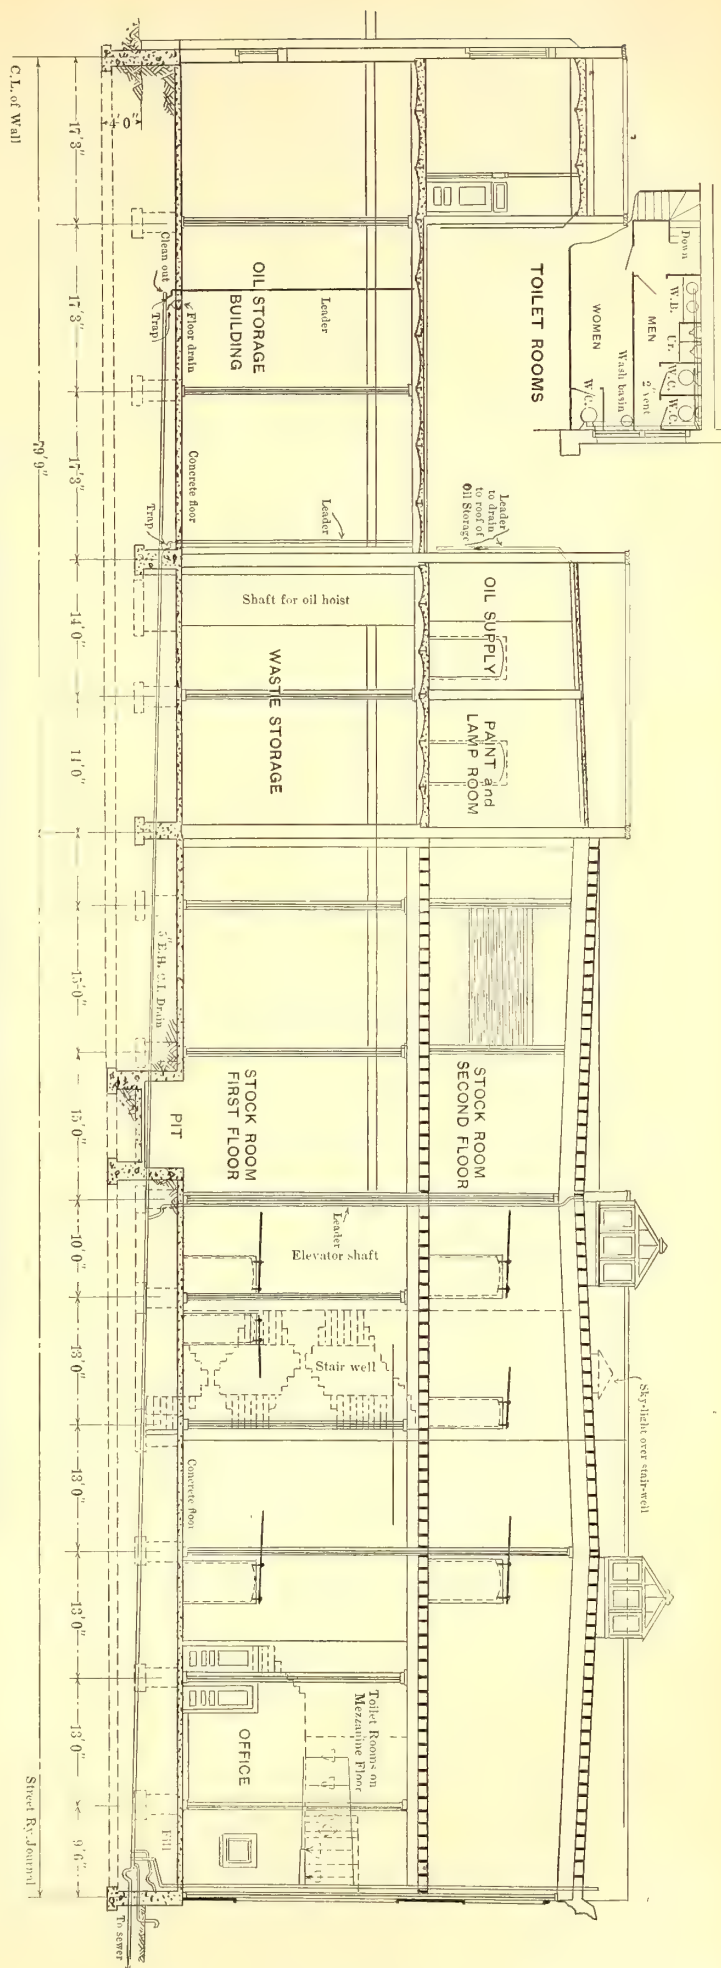 Down
W.B.
Ur.
W.C.
W.C.
MEN
2" vent
Wash basin
WOMEN
W.C.
TOILET ROOMS
Leader
to drain
to roof of
Oil Storage
OIL SUPPLY
PAINT and
LAMP ROOM
STOCK ROOM
SECOND FLOOR
Sky-light over stair-well
OIL STORAGE
BUILDING
Leader
Leader
Clean out
Trap
Floor drain
Concrete floor
Trap
Shaft for oil hoist
WASTE STORAGE
STOCK ROOM
FIRST FLOOR
PIT
5" E.H. C.I. Drain
Leader
Elevator shaft
Stair well
Concrete floor
Toilet Rooms on
Mezzanine Floor
OFFICE
Fill
To sewer
17'3"
17'3"
17'3"
14'0"
14'0"
15'0"
15'0"
10'0"
13'0"
13'0"
13'0"
13'0"
9'6"
79'9"
C.L. of Wall
Street Ry. Journal